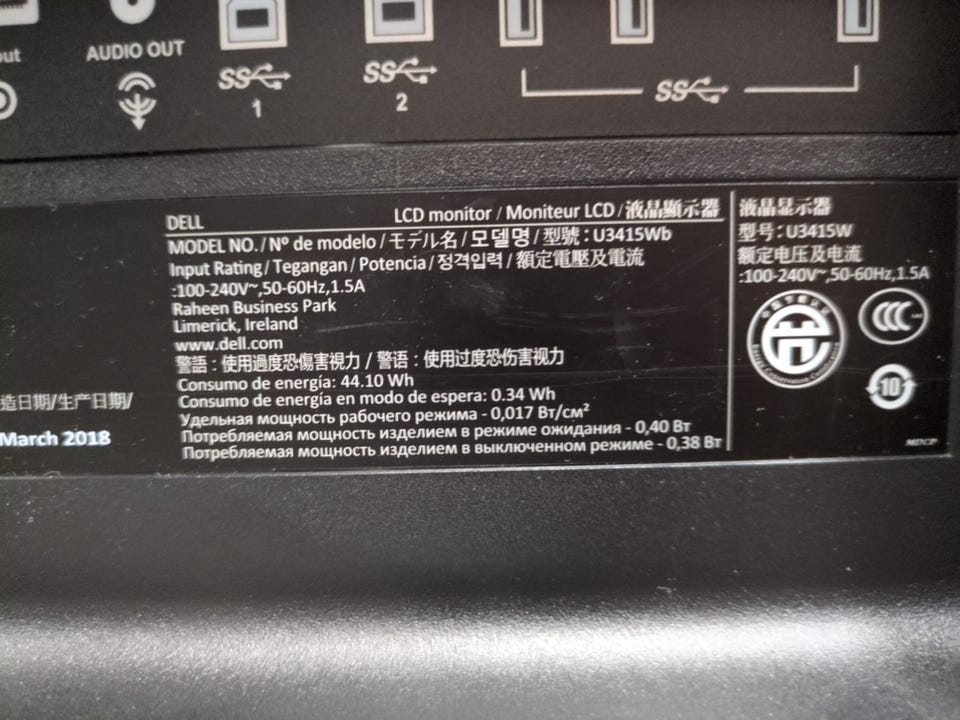 out
AUDIO OUT
SS
1
SS
2
SS
DELL
LCD monitor / Moniteur LCD / 液晶顯示器
MODEL NO. / Nº de modelo / モデル名 / 모델명 / 型號 : U3415Wb
Input Rating / Tegangan / Potencia / 정격입력 / 額定電壓及電流
:100-240V~,50-60Hz,1.5A
Raheen Business Park
Limerick, Ireland
www.dell.com
警語：使用過度恐傷害視力 / 警语：使用过度恐伤害视力
Consumo de energía: 44.10 Wh
Consumo de energía en modo de espera: 0.34 Wh
Удельная мощность рабочего режима - 0,017 Вт/см²
Потребляемая мощность изделием в режиме ожидания - 0,40 Вт
Потребляемая мощность изделием в выключенном режиме - 0,38 Вт
造日期/生产日期/
March 2018
液晶显示器
型号 : U3415W
额定电压及电流
:100-240V~,50-60Hz,1.5A
CCC
10
MDCP